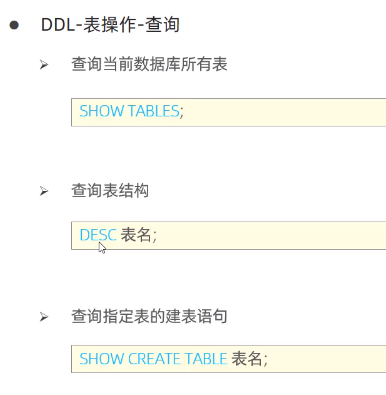 DDL-表操作-查询
查询当前数据库所有表
SHOW TABLES;
查询表结构
DESC 表名;
查询指定表的建表语句
SHOW CREATE TABLE 表名;